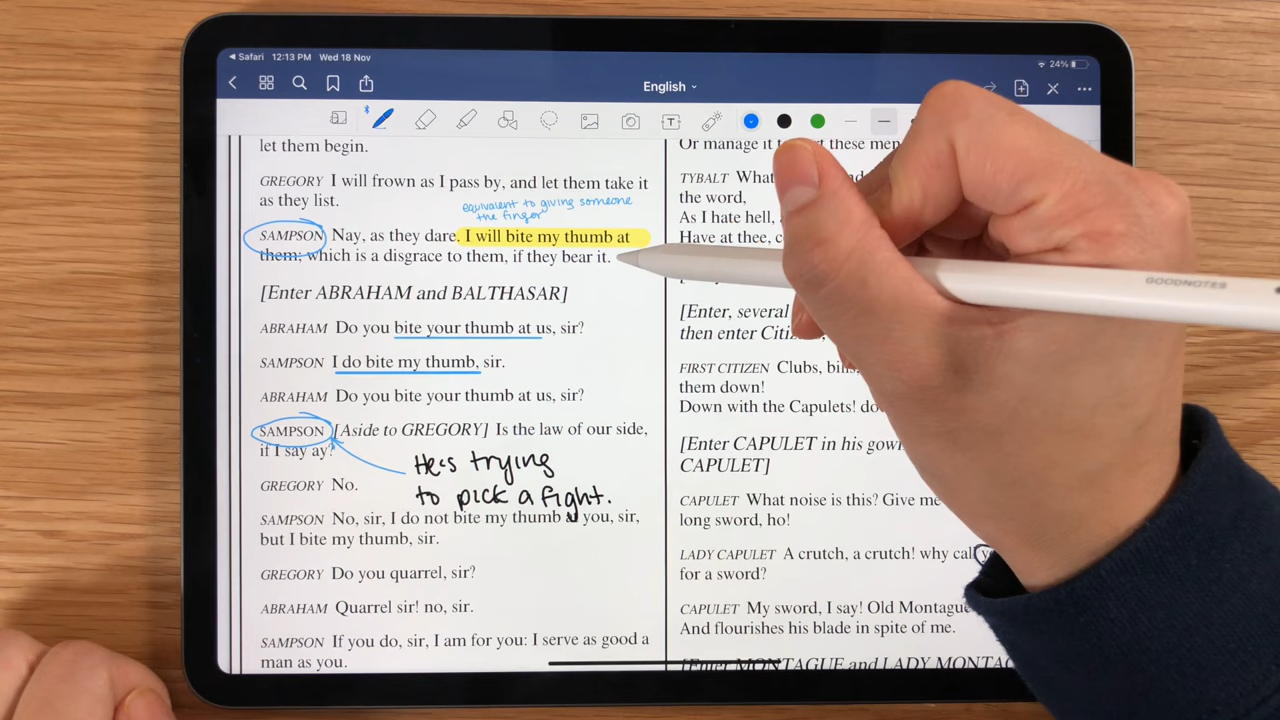 Safari 12:13 PM Wed 18 Nov
24%
English
let them begin.
GREGORY I will frown as I pass by, and let them take it
as they list.
equivalent to giving someone
the finger
SAMPSON Nay, as they dare. I will bite my thumb at
them; which is a disgrace to them, if they bear it.
[Enter ABRAHAM and BALTHASAR]
ABRAHAM Do you bite your thumb at us, sir?
SAMPSON I do bite my thumb, sir.
ABRAHAM Do you bite your thumb at us, sir?
SAMPSON [Aside to GREGORY] Is the law of our side,
if I say ay?
He's trying
to pick a fight.
GREGORY No.
SAMPSON No, sir, I do not bite my thumb at you, sir,
but I bite my thumb, sir.
GREGORY Do you quarrel, sir?
ABRAHAM Quarrel sir! no, sir.
SAMPSON If you do, sir, I am for you: I serve as good a
man as you.
Or manage it to these men
TYBALT What
the word,
As I hate hell,
Have at thee,
[Enter, several
then enter
FIRST CITIZEN Clubs,
them down!
Down with the Capulets!
[Enter CAPULET in his
CAPULET]
CAPULET What noise is this? Give me
long sword, ho!
LADY CAPULET A crutch, a crutch! why call
for a sword?
CAPULET My sword, I say! Old Montague
And flourishes his blade in spite of me.
[Enter MONTAGUE and LADY
GOODNOTES